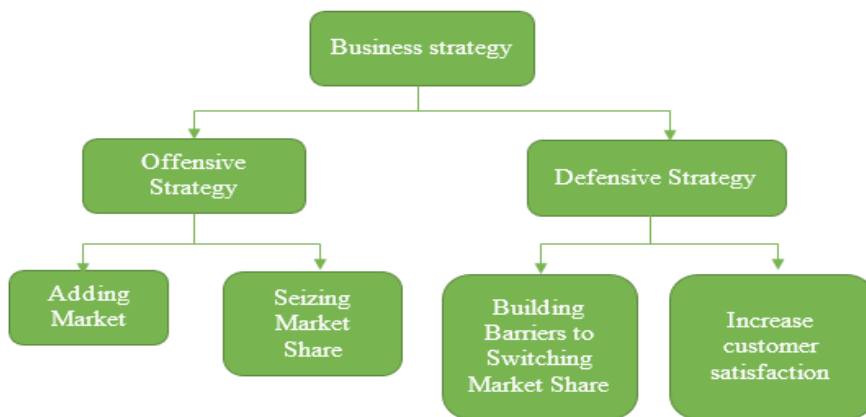 Business strategy
Offensive
Strategy
Defensive Strategy
Adding
Market
Seizing
Market
Share
Building
Barriers to
Switching
Market Share
Increase
customer
satisfaction